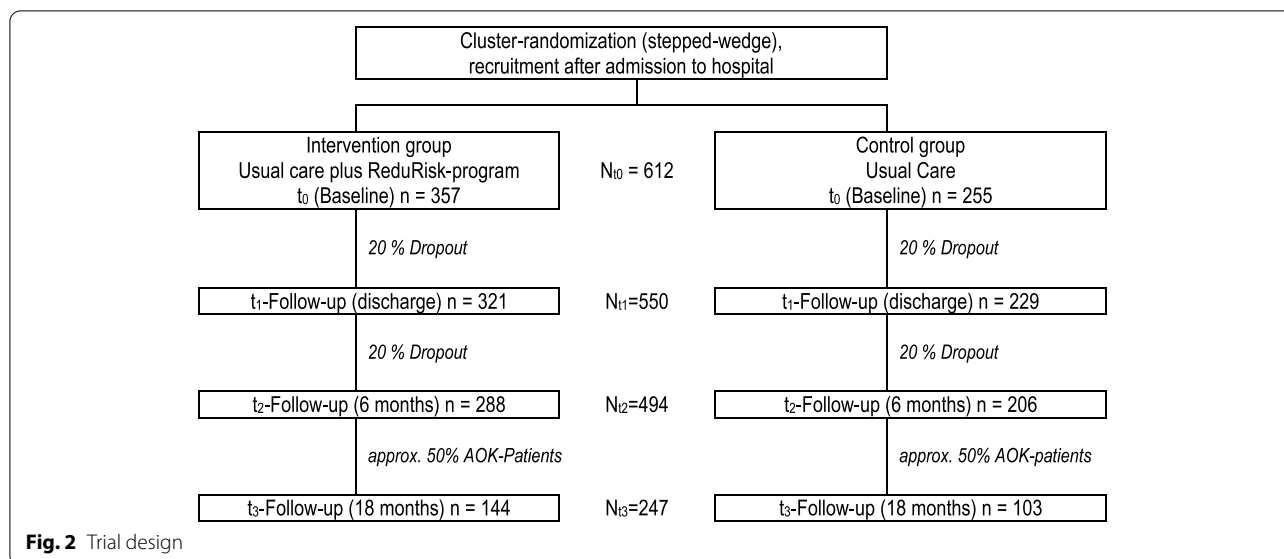 Cluster-randomization (stepped-wedge),
recruitment after admission to hospital
Intervention group
Usual care plus ReduRisk-program
t0 (Baseline) n = 357
Nt0 = 612
Control group
Usual Care
t0 (Baseline) n = 255
20 % Dropout
20 % Dropout
t1-Follow-up (discharge) n = 321
Nt1=550
t1-Follow-up (discharge) n = 229
20 % Dropout
20 % Dropout
t2-Follow-up (6 months) n = 288
Nt2=494
t2-Follow-up (6 months) n = 206
approx. 50% AOK-Patients
approx. 50% AOK-patients
t3-Follow-up (18 months) n = 144
Nt3=247
t3-Follow-up (18 months) n = 103
Fig. 2 Trial design